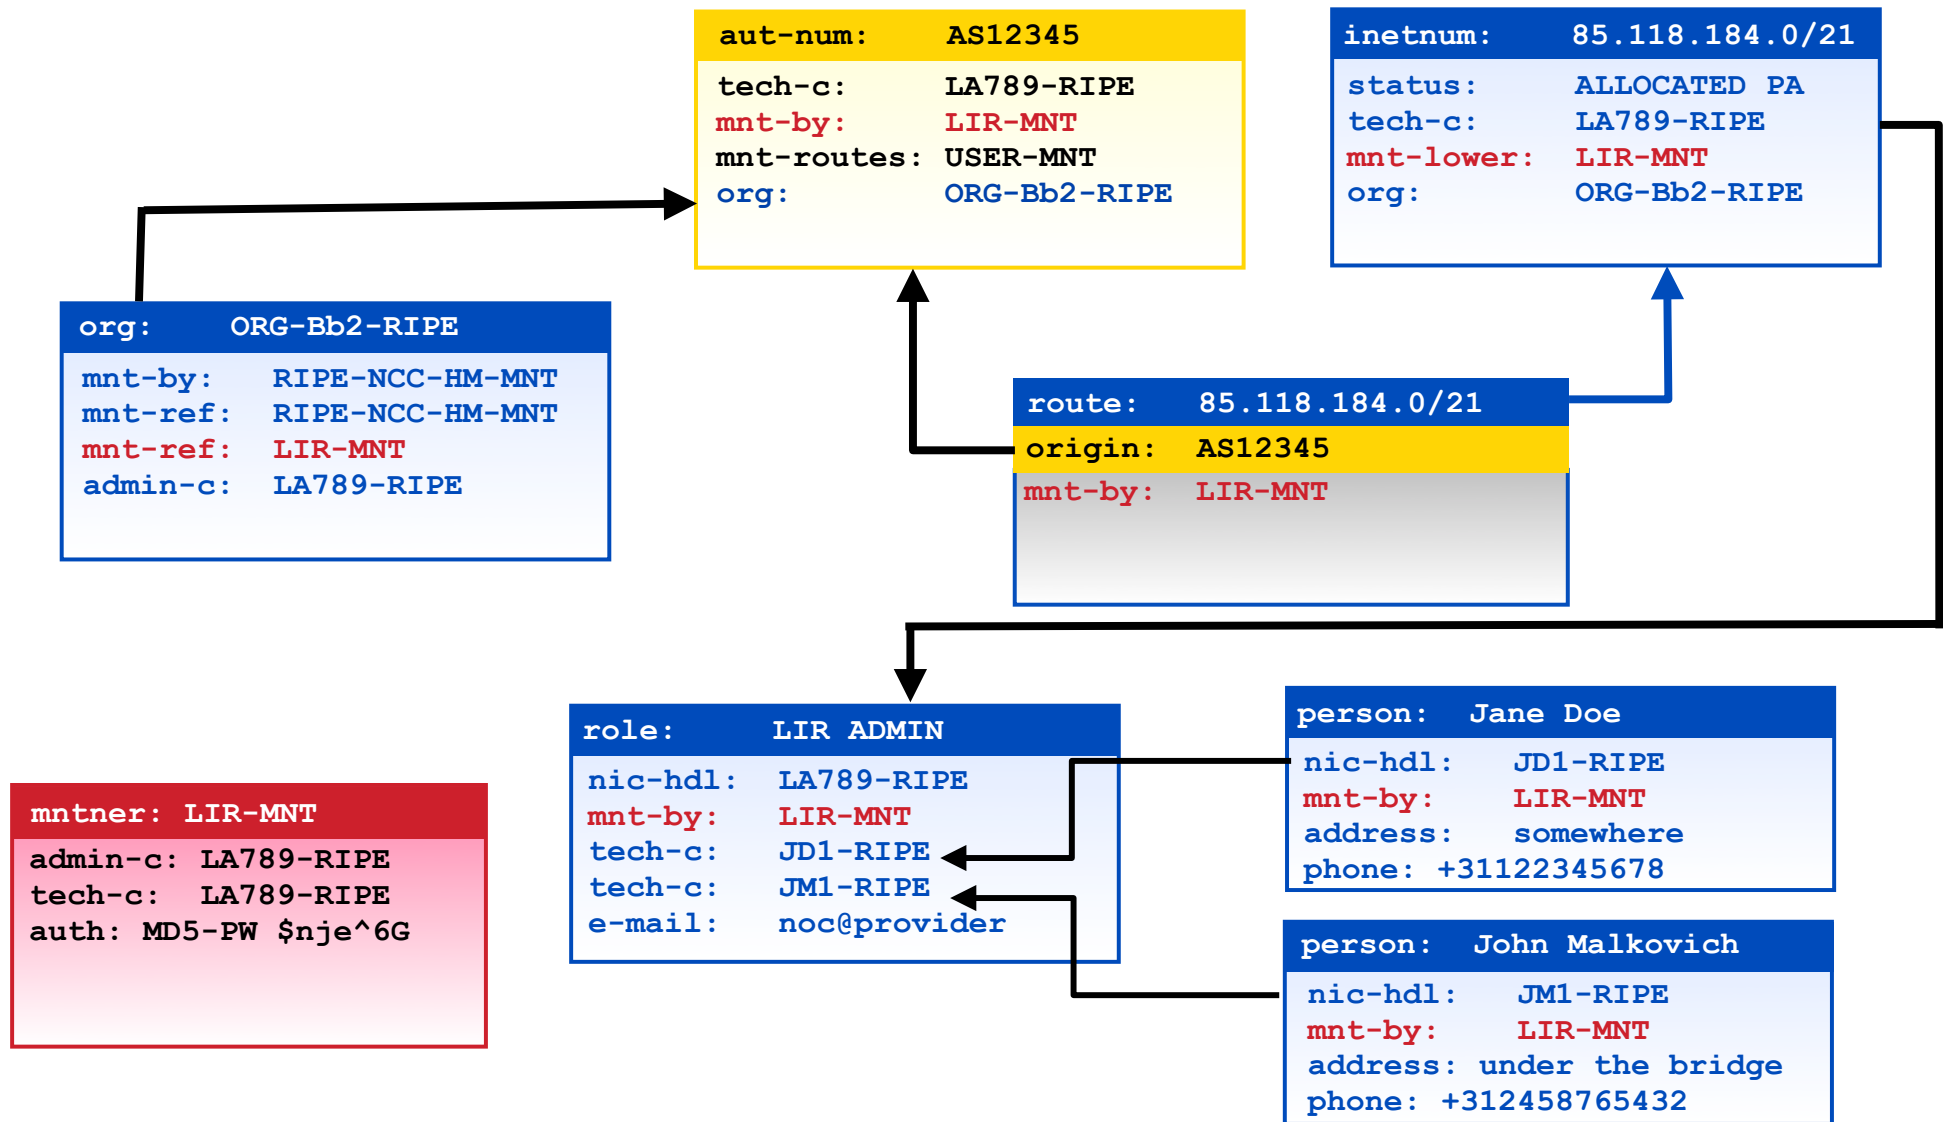 aut-num: AS12345
tech-c: LA789-RIPE
mnt-by: LIR-MNT
mnt-routes: USER-MNT
org: ORG-Bb2-RIPE
inetnum: 85.118.184.0/21
status: ALLOCATED PA
tech-c: LA789-RIPE
mnt-lower: LIR-MNT
org: ORG-Bb2-RIPE
org: ORG-Bb2-RIPE
mnt-by: RIPE-NCC-HM-MNT
mnt-ref: RIPE-NCC-HM-MNT
mnt-ref: LIR-MNT
admin-c: LA789-RIPE
route: 85.118.184.0/21
origin: AS12345
mnt-by: LIR-MNT
mntner: LIR-MNT
admin-c: LA789-RIPE
tech-c: LA789-RIPE
auth: MD5-PW $nje^6G
role: LIR ADMIN
nic-hdl: LA789-RIPE
mnt-by: LIR-MNT
tech-c: JD1-RIPE
tech-c: JM1-RIPE
e-mail: noc@provider
person: Jane Doe
nic-hdl: JD1-RIPE
mnt-by: LIR-MNT
address: somewhere
phone: +31122345678
person: John Malkovich
nic-hdl: JM1-RIPE
mnt-by: LIR-MNT
address: under the bridge
phone: +312458765432